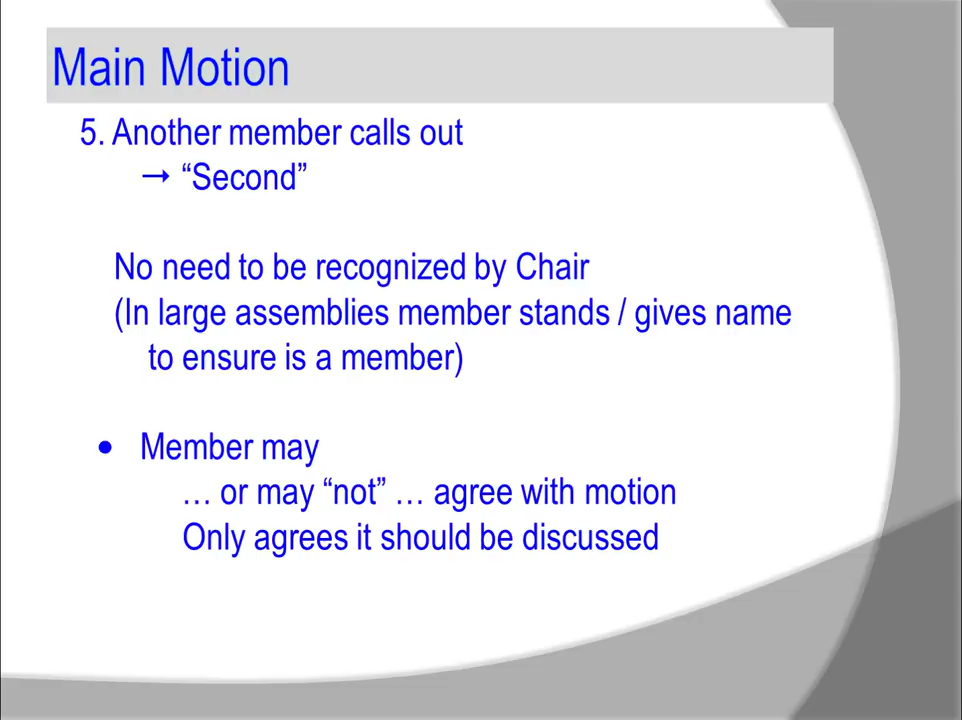 Main Motion
5. Another member calls out
→ “Second”
No need to be recognized by Chair
(In large assemblies member stands / gives name
to ensure is a member)
• Member may
… or may “not” … agree with motion
Only agrees it should be discussed